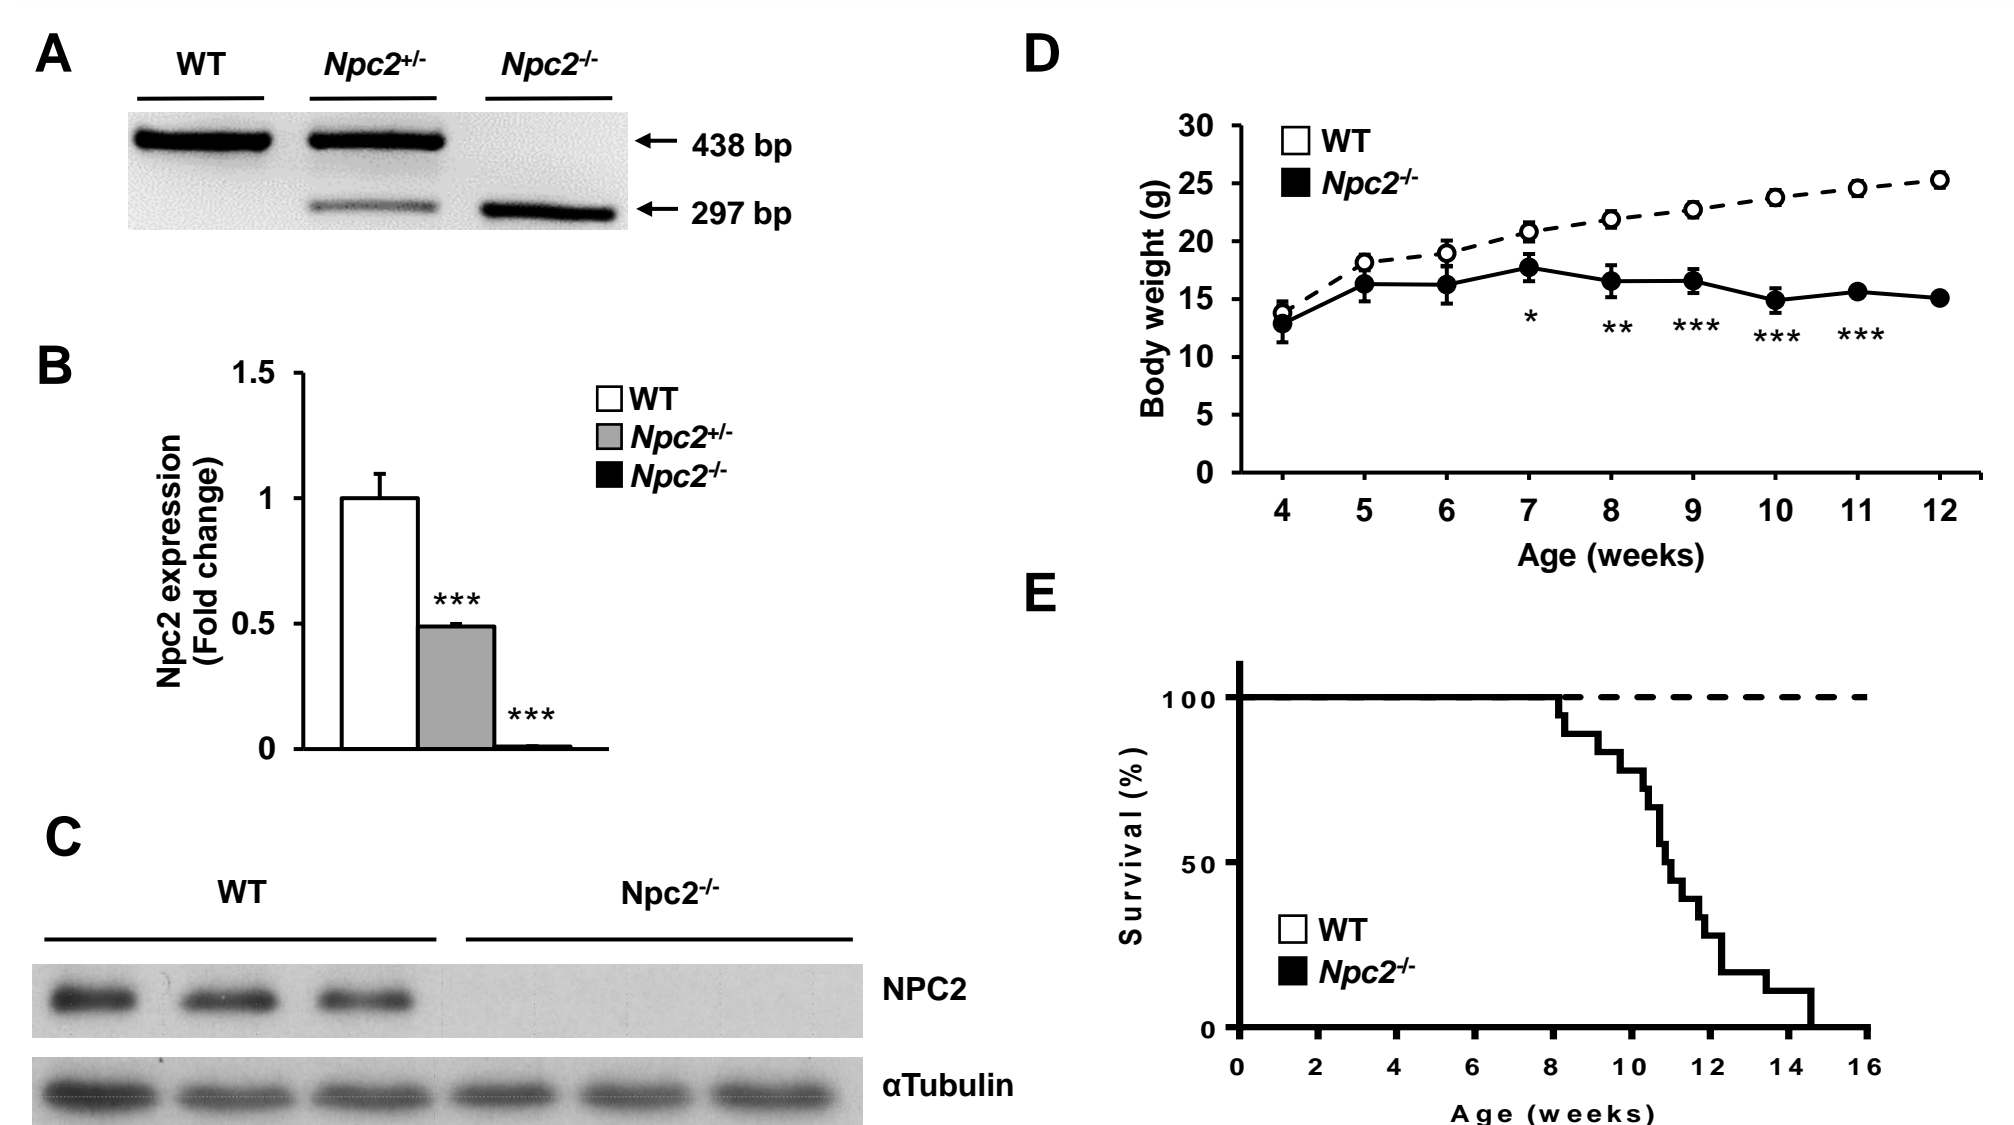 A
WT Npc2+/- Npc2-/-
438 bp
297 bp
B
Npc2 expression
(Fold change)
1.5
1
0.5
0
***
***
WT
Npc2+/-
Npc2-/-
C
WT Npc2-/-
NPC2
αTubulin
D
Body weight (g)
30
25
20
15
10
5
0
WT
Npc2-/-
* ** *** *** ***
4 5 6 7 8 9 10 11 12
Age (weeks)
E
Survival (%)
100
50
0
WT
Npc2-/-
0 2 4 6 8 10 12 14 16
Age (weeks)